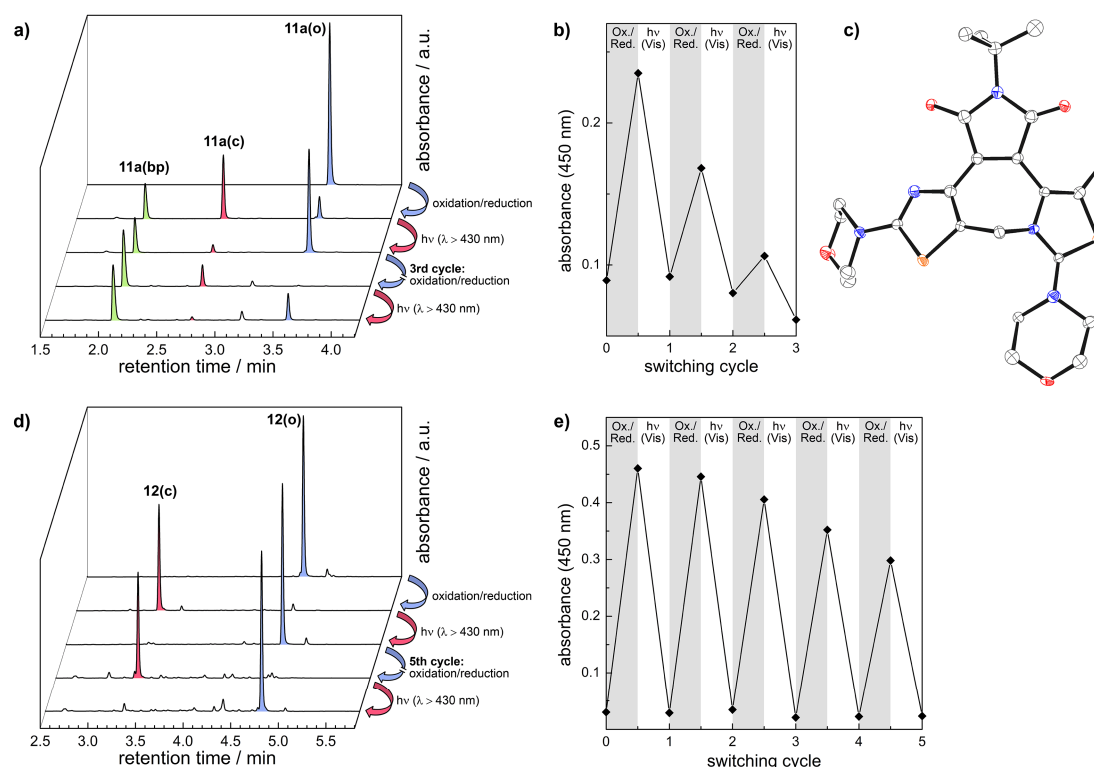 a)
11a(o)
11a(c)
11a(bp)
absorbance / a.u.
oxidation/reduction
hν (λ > 430 nm)
3rd cycle:
oxidation/reduction
hν (λ > 430 nm)
1.5 2.0 2.5 3.0 3.5 4.0
retention time / min
b)
Ox./ hν Ox./ hν Ox./ hν
Red. (Vis) Red. (Vis) Red. (Vis)
absorbance (450 nm)
0.2
0.1
0 1 2 3
switching cycle
c)
d)
12(o)
12(c)
absorbance / a.u.
oxidation/reduction
hν (λ > 430 nm)
5th cycle:
oxidation/reduction
hν (λ > 430 nm)
2.5 3.0 3.5 4.0 4.5 5.0 5.5
retention time / min
e)
Ox./ hν Ox./ hν Ox./ hν Ox./ hν Ox./ hν
Red. (Vis) Red. (Vis) Red. (Vis) Red. (Vis) Red. (Vis)
absorbance (450 nm)
0.5
0.4
0.3
0.2
0.1
0 1 2 3 4 5
switching cycle